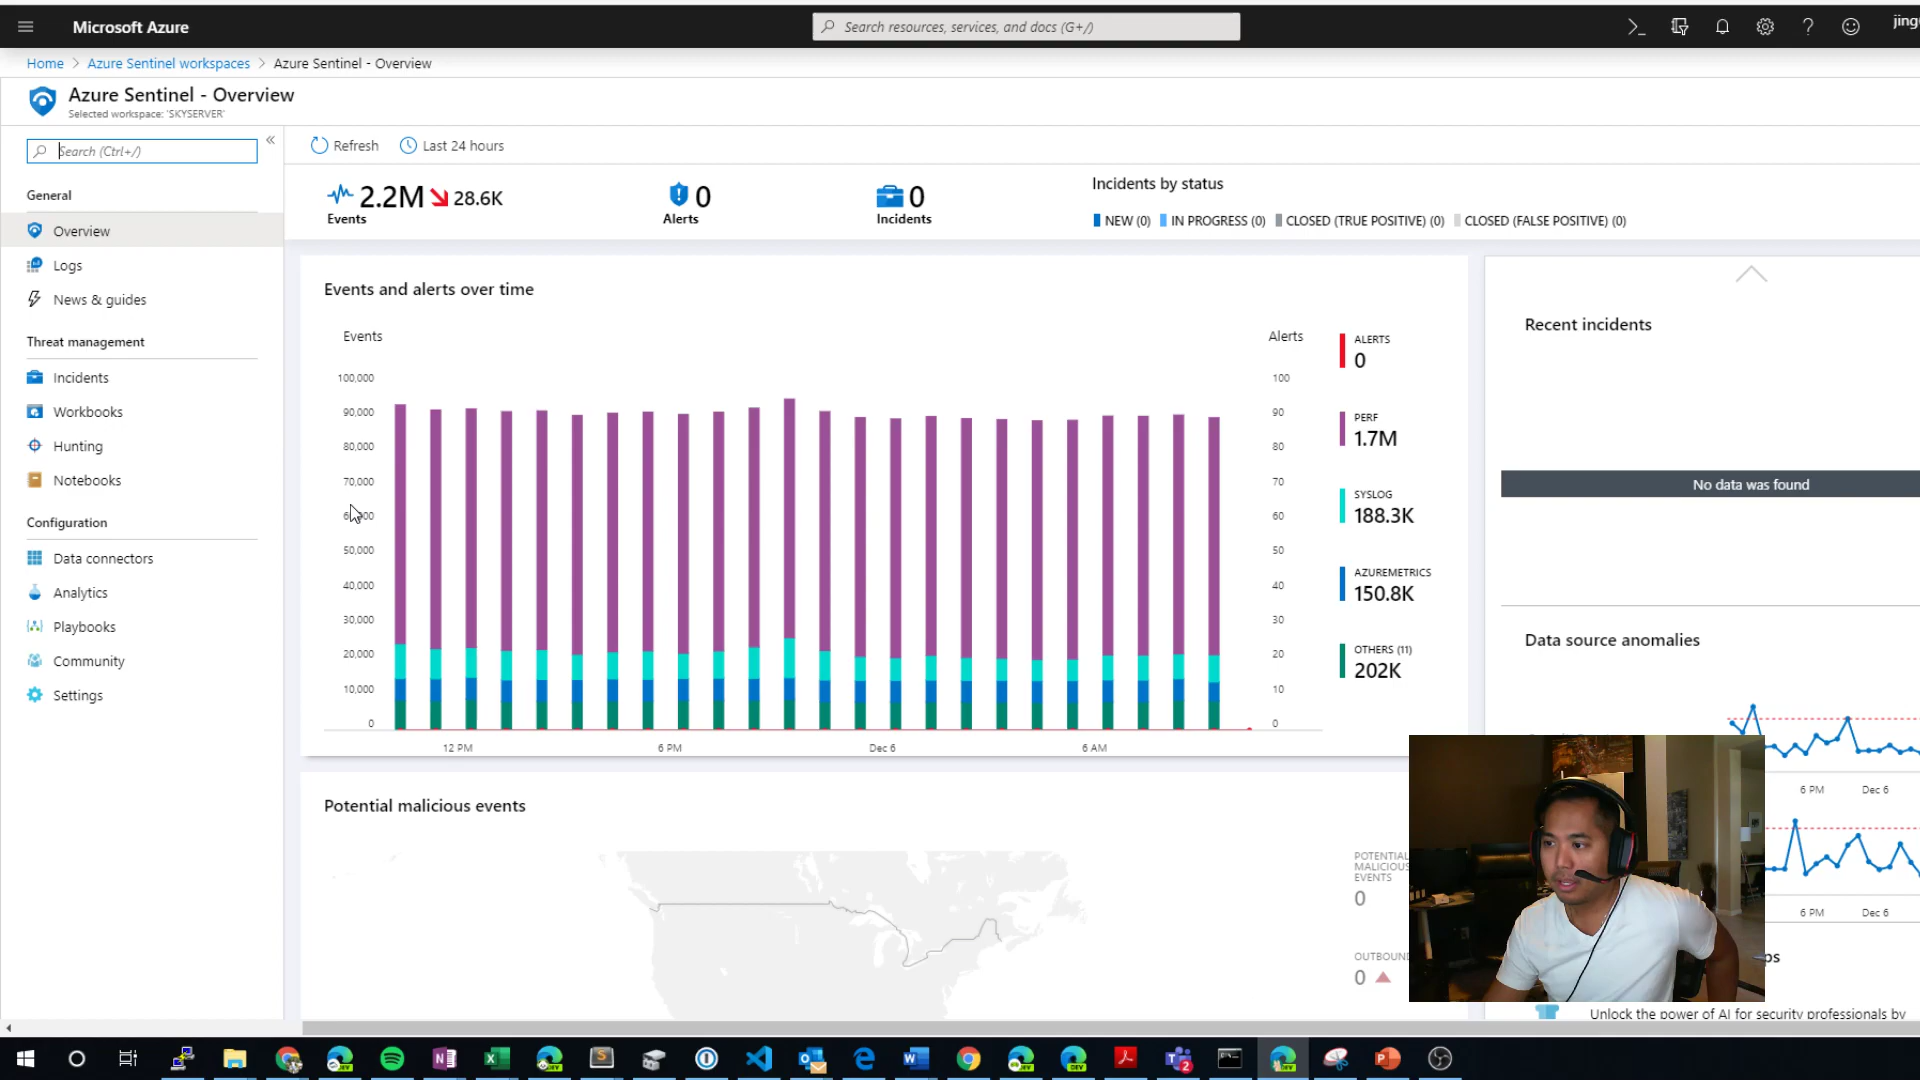 Microsoft Azure
Search resources, services, and docs (G+/)
jing
Home > Azure Sentinel workspaces > Azure Sentinel - Overview
Azure Sentinel - Overview
Selected workspace: 'SKYSERVER'
Search (Ctrl+/)
«
General
Overview
Logs
News & guides
Threat management
Incidents
Workbooks
Hunting
Notebooks
Configuration
Data connectors
Analytics
Playbooks
Community
Settings
Refresh
Last 24 hours
2.2M 28.6K
Events
0
Alerts
0
Incidents
Incidents by status
NEW (0) IN PROGRESS (0) CLOSED (TRUE POSITIVE) (0) CLOSED (FALSE POSITIVE) (0)
Events and alerts over time
Events
Alerts
100,000
90,000
80,000
70,000
50,000
40,000
30,000
20,000
10,000
0
100
90
80
70
60
50
40
30
20
10
0
12 PM
6 PM
Dec 6
6 AM
ALERTS
0
PERF
1.7M
SYSLOG
188.3K
AZUREMETRICS
150.8K
OTHERS (11)
202K
Recent incidents
No data was found
Data source anomalies
6 PM
Dec 6
6 PM
Dec 6
Potential malicious events
POTENTIAL
MALICIOUS
EVENTS
0
OUTBOUND
0
ps
Unlock the power of AI for security professionals by